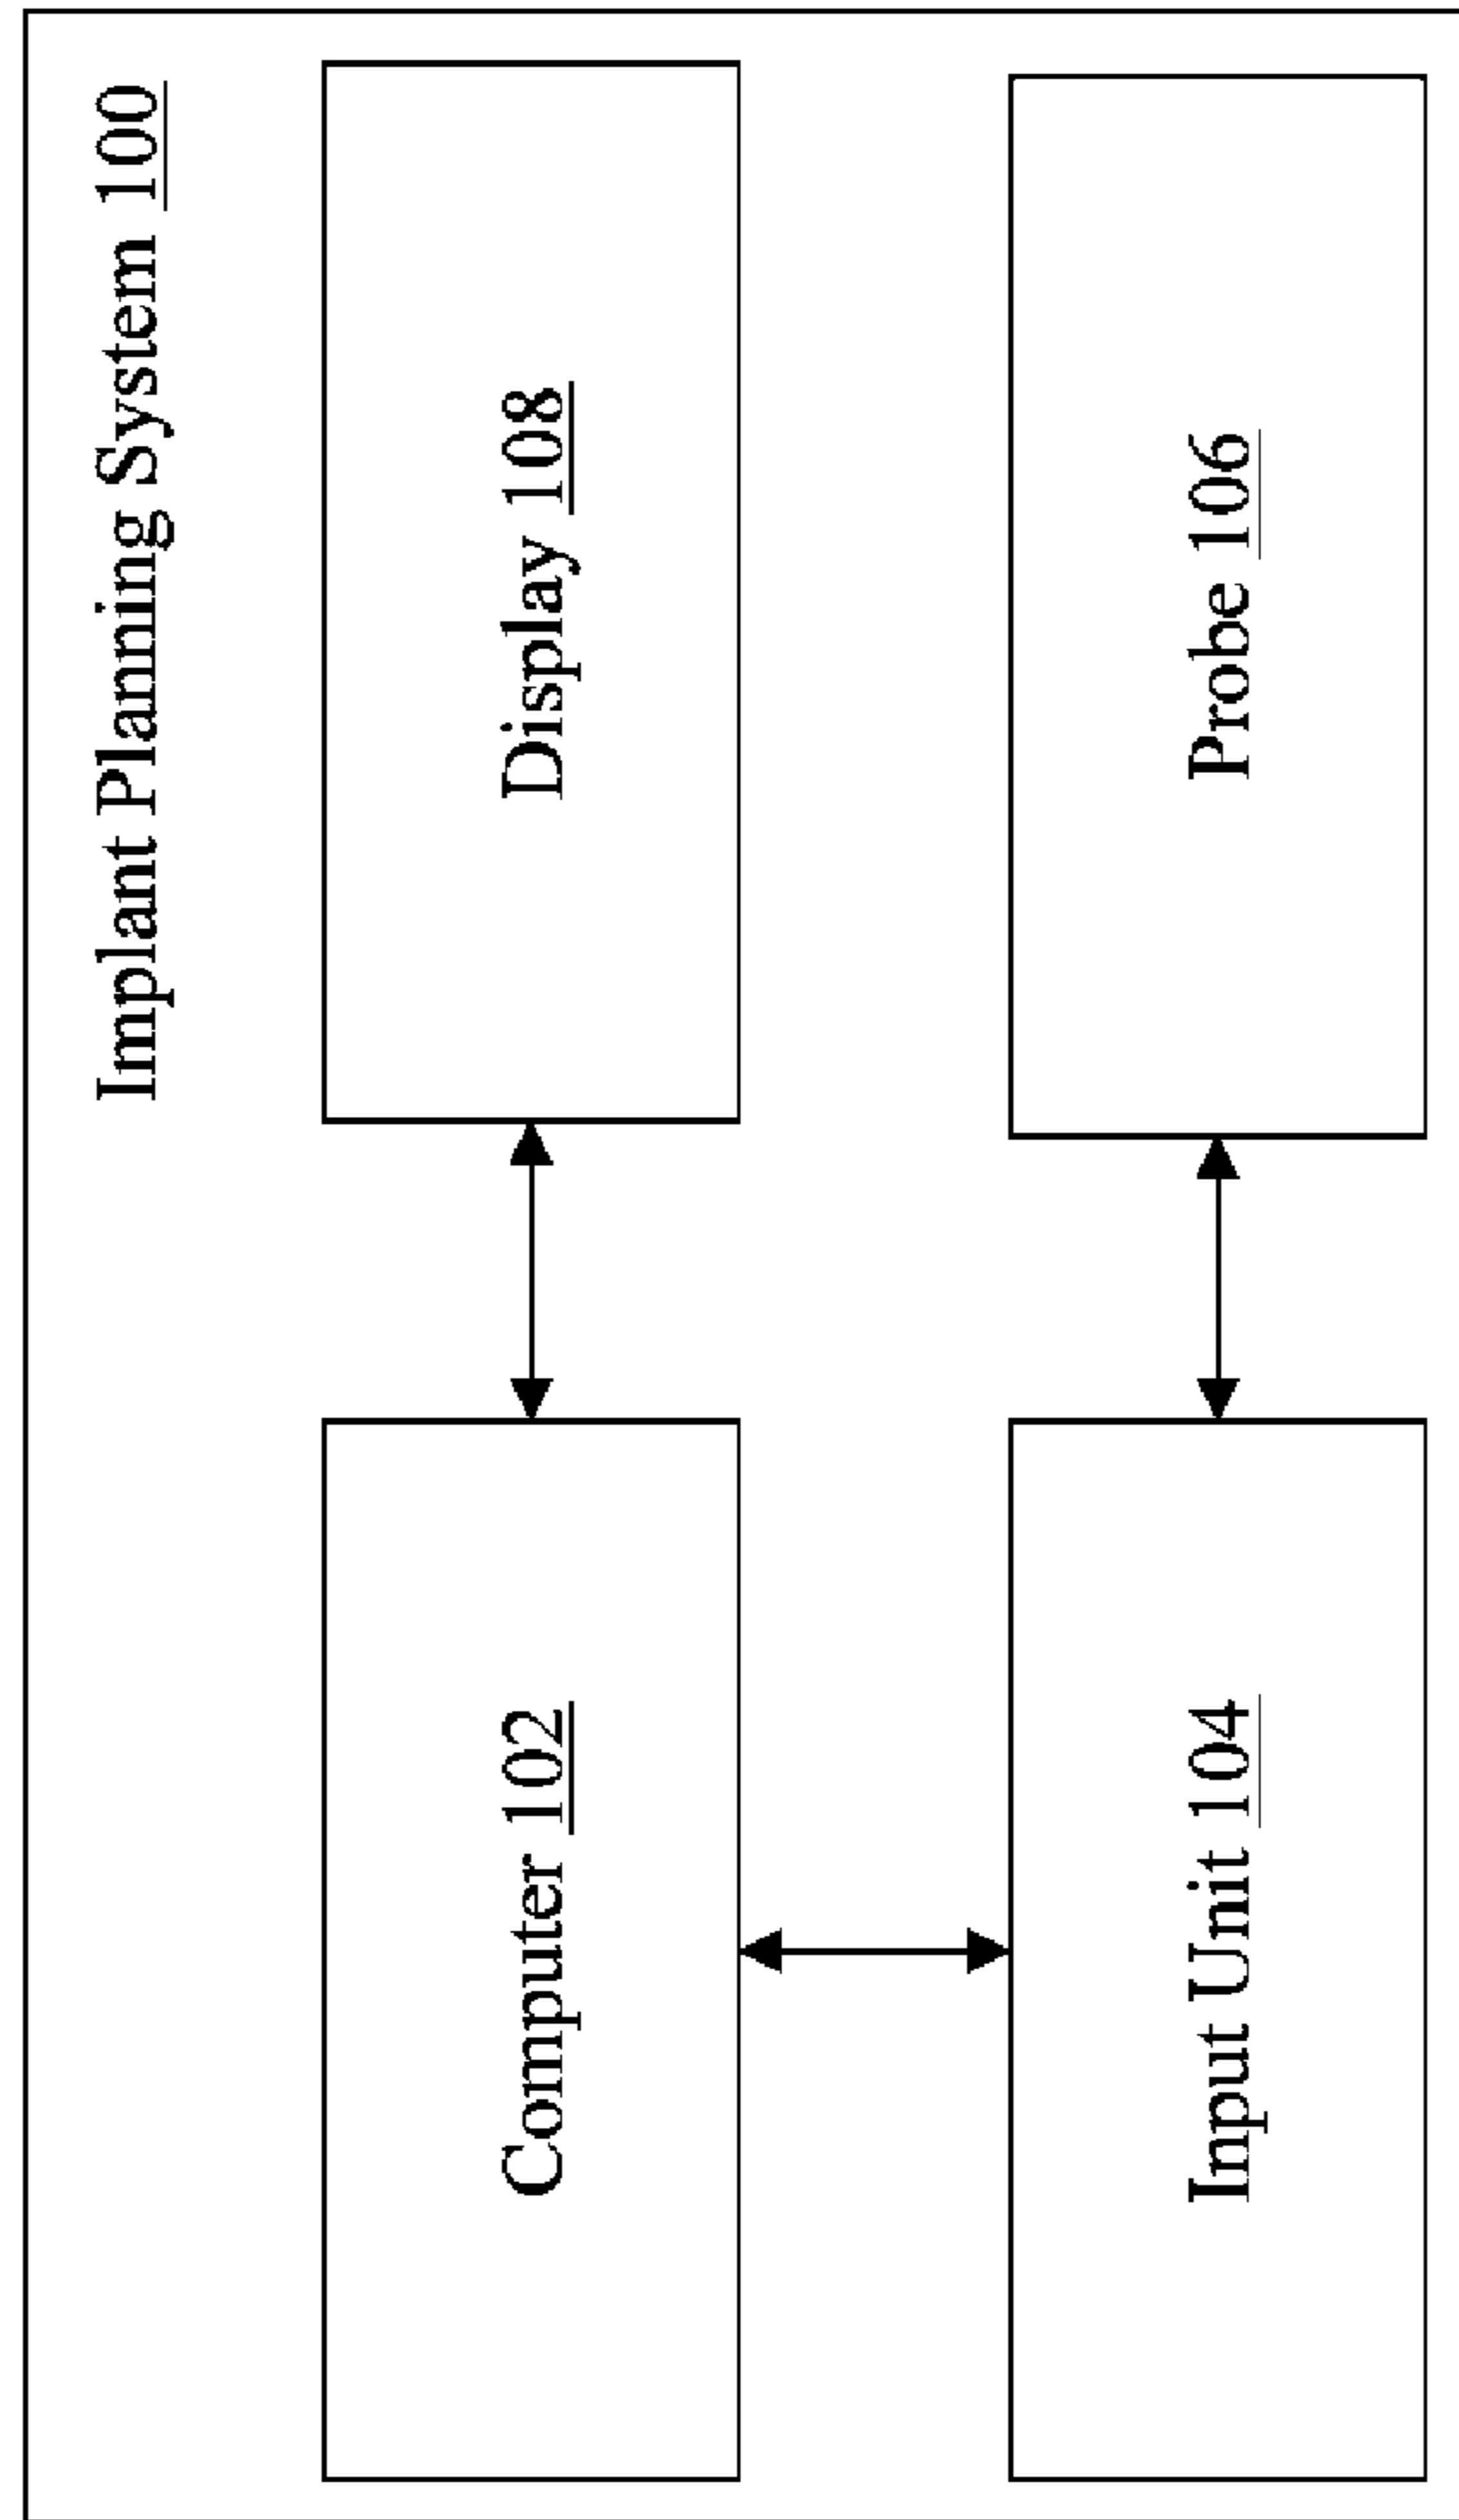 Implant Planning System 100
Computer 102
Display 108
Input Unit 104
Probe 106